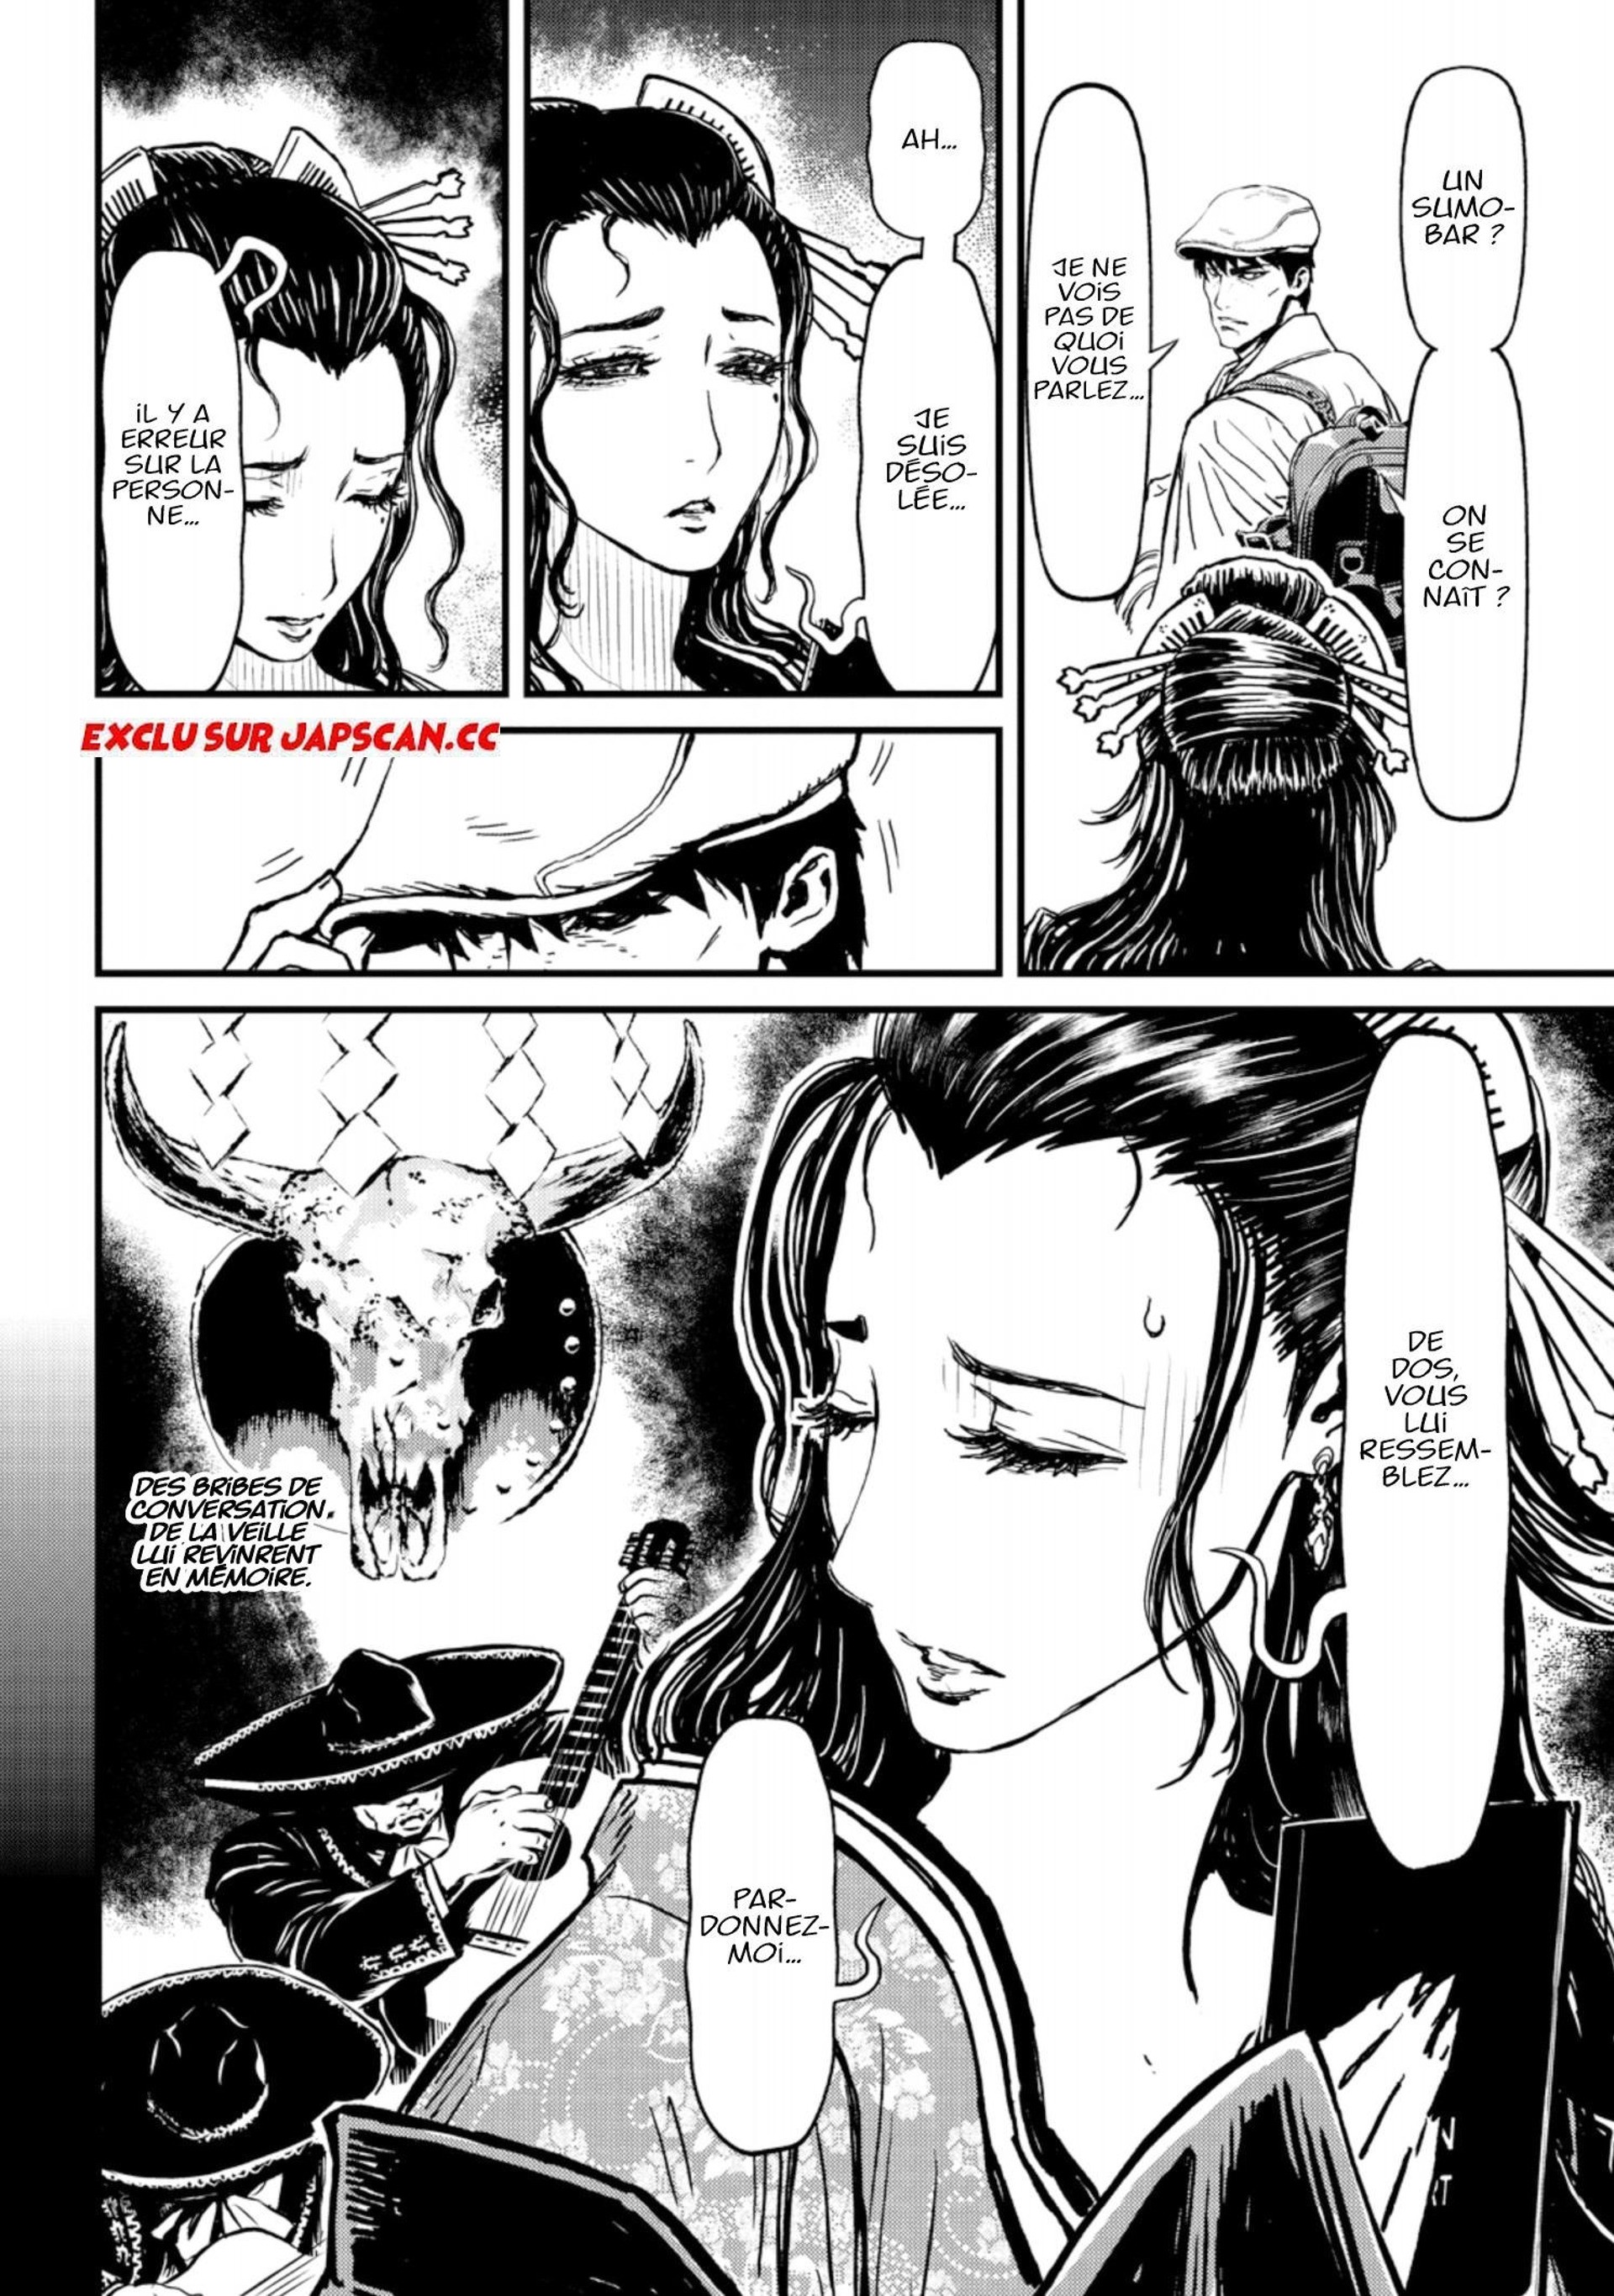 UN
SUMO-
BAR ?
ON
SE
CON-
NAÎT ?
JE NE
VOIS
PAS DE
QUOI
VOUS
PARLEZ...
AH...
JE
SUIS
DÉSO-
LÉE...
IL Y A
ERREUR
SUR LA
PERSON-
NE...
EXCLU SUR JAPSCAN.CC
DE
DOS,
VOUS
LUI
RESSEM-
BLEZ...
DES BRIBES DE
CONVERSATION
DE LA VEILLE
LUI REVINRENT
EN MÉMOIRE.
PAR-
DONNEZ-
MOI...